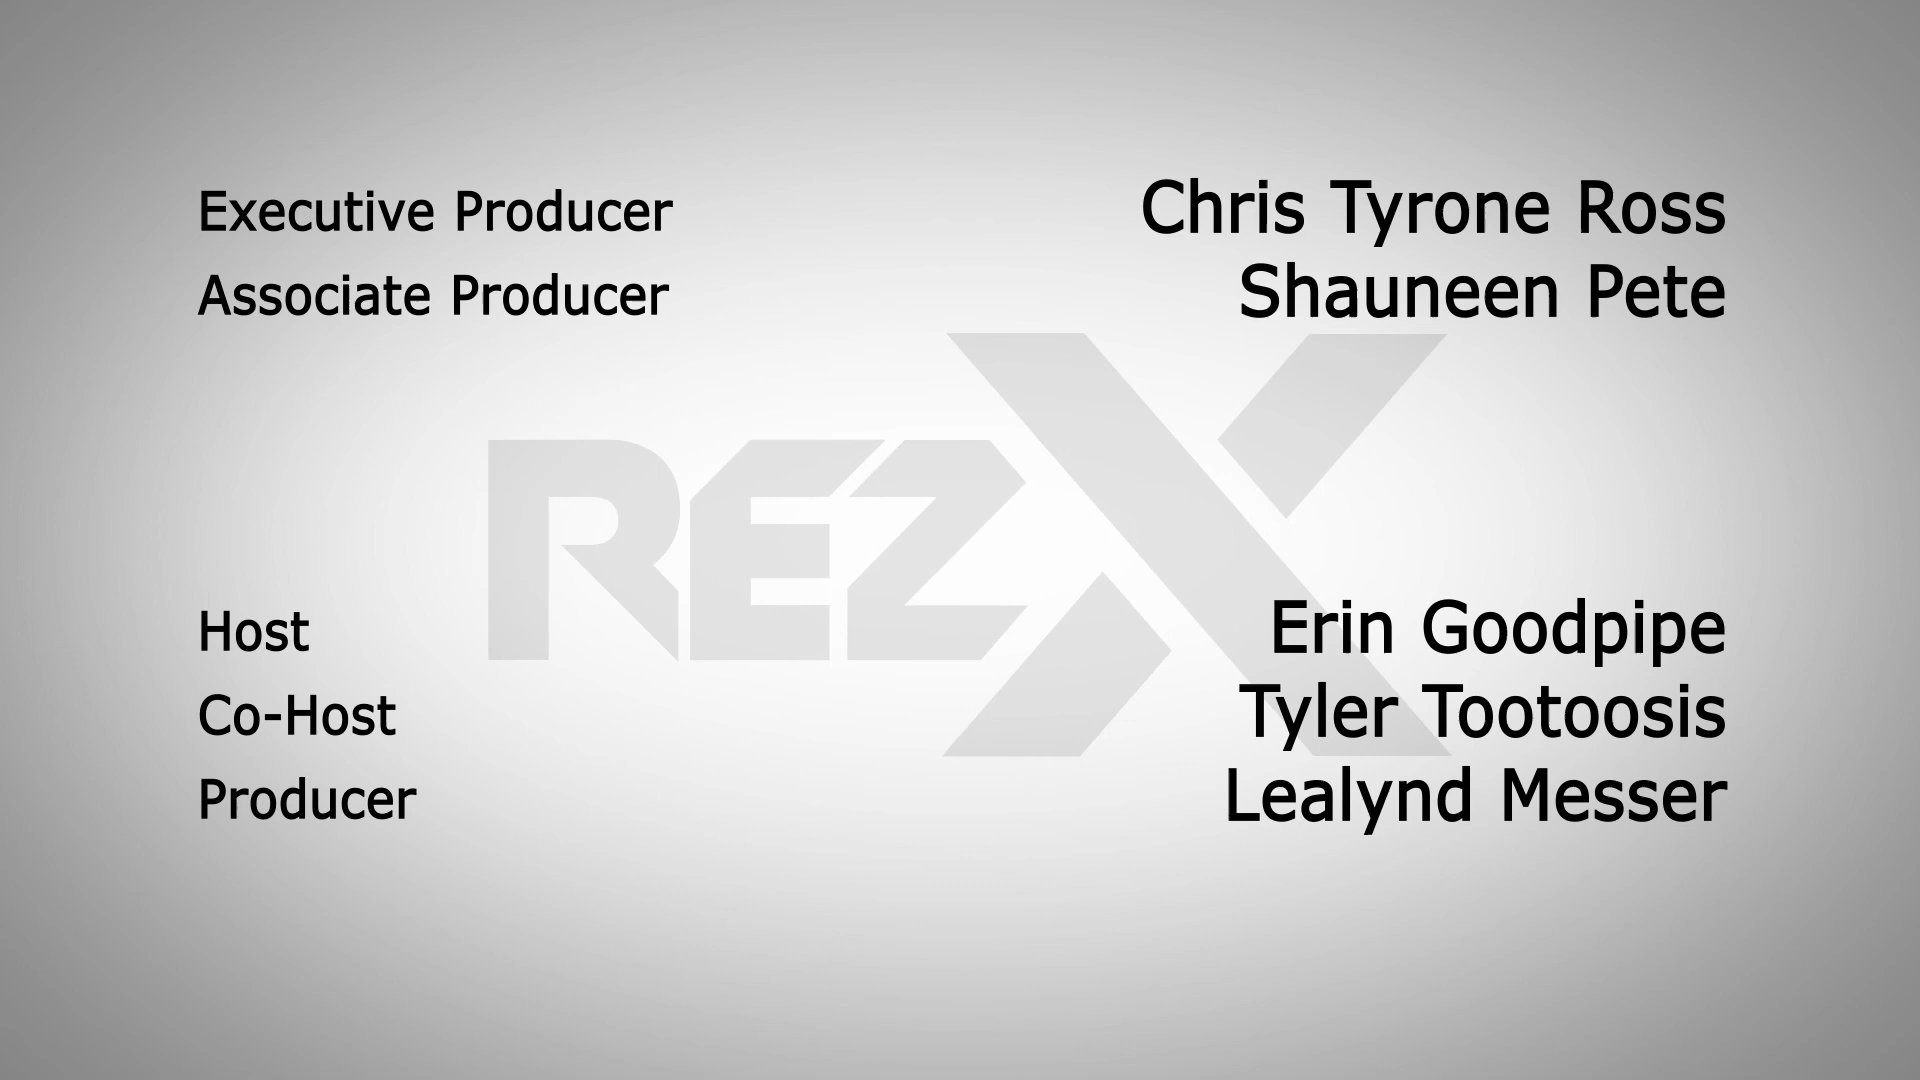 Executive Producer Chris Tyrone Ross
Associate Producer Shauneen Pete
REZX
Host Erin Goodpipe
Co-Host Tyler Tootoosis
Producer Lealynd Messer